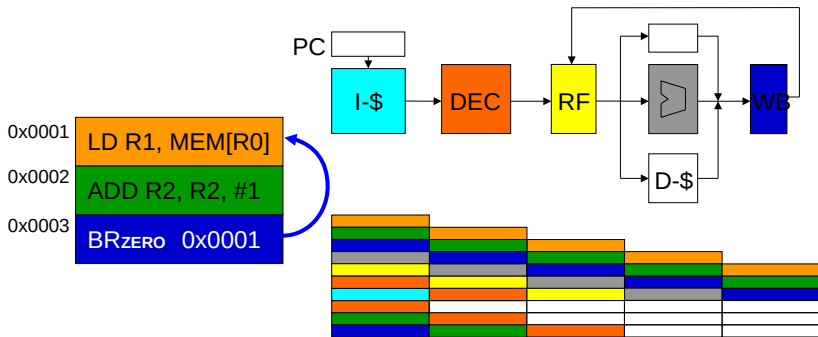 PC
I-$
DEC
RF
WB
D-$
0x0001
LD R1, MEM[R0]
0x0002
ADD R2, R2, #1
0x0003
BRZERO 0x0001